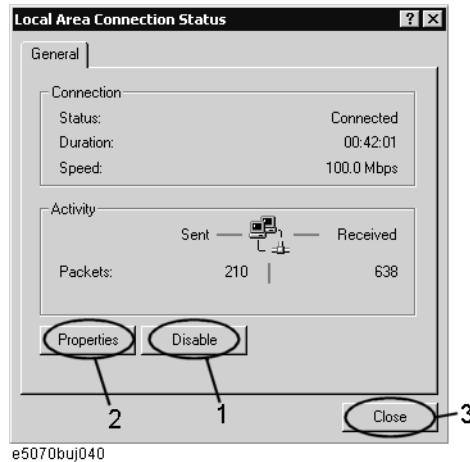 Local Area Connection Status ? X
General
Connection
Status: Connected
Duration: 00:42:01
Speed: 100.0 Mbps
Activity
Sent Received
Packets: 210 638
Properties Disable
2 1
Close 3
e5070buj040